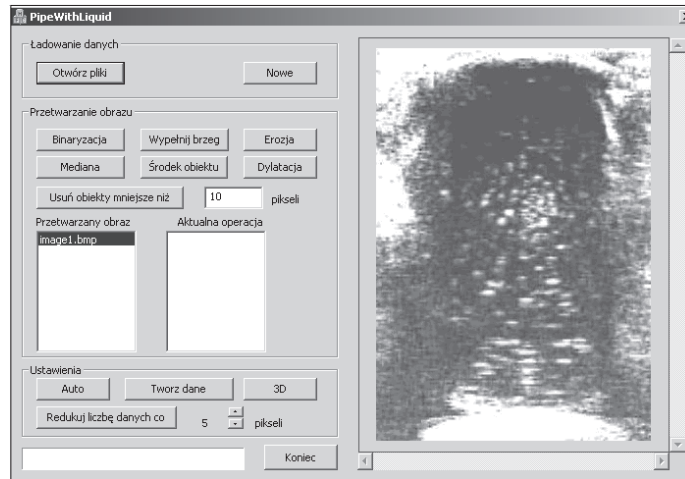 PipeWithLiquid
Ładowanie danych
Otwórz pliki Nowe
Przetwarzanie obrazu
Binaryzacja Wypełnij brzeg Erozja
Mediana Środek obiektu Dylatacja
Usuń obiekty mniejsze niż 10 pikseli
Przetwarzany obraz Aktualna operacja
image1.bmp
Ustawienia
Auto Tworz dane 3D
Redukuj liczbę danych co 5 pikseli
Koniec